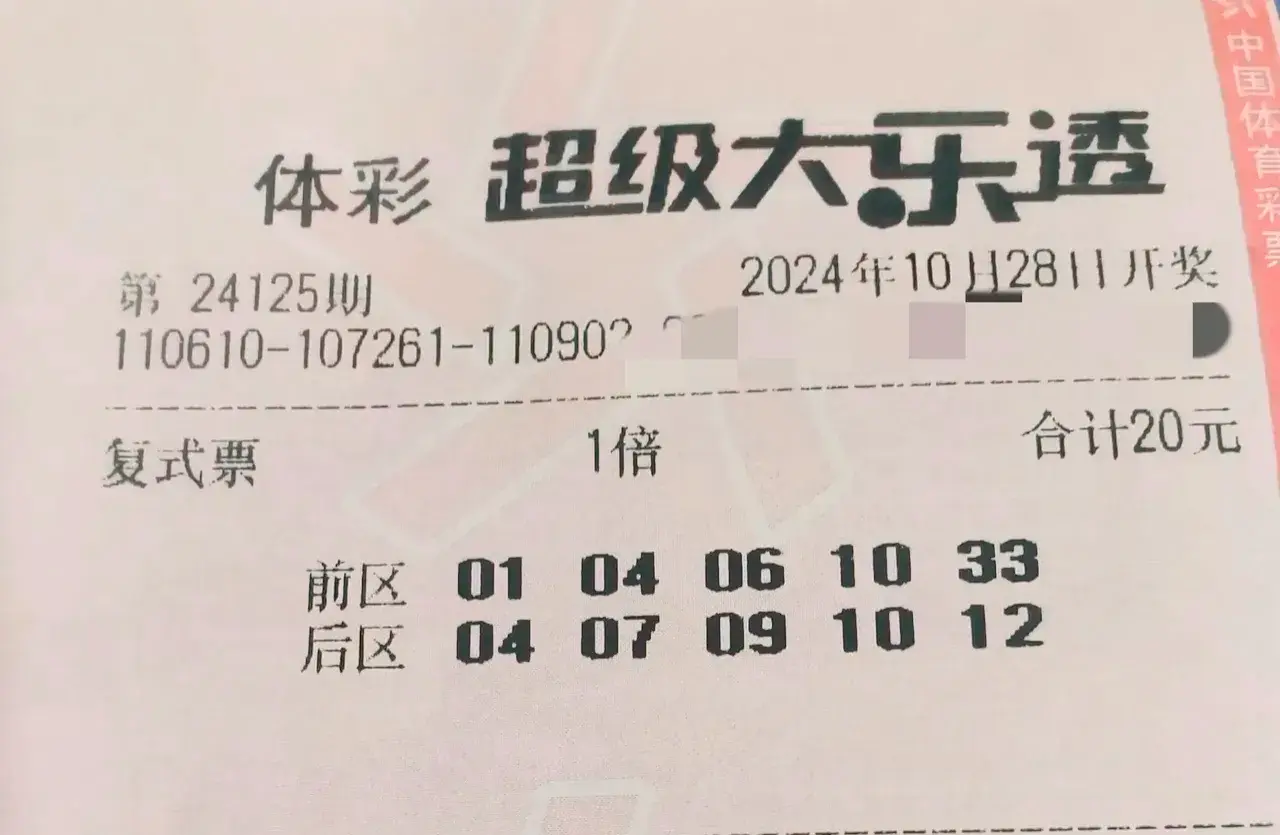 体彩 超级大乐透
第 24125期 2024年10月28日开奖
110610-107261-110902
复式票 1倍 合计20元
前区 01 04 06 10 33
后区 04 07 09 10 12
中国体育彩票